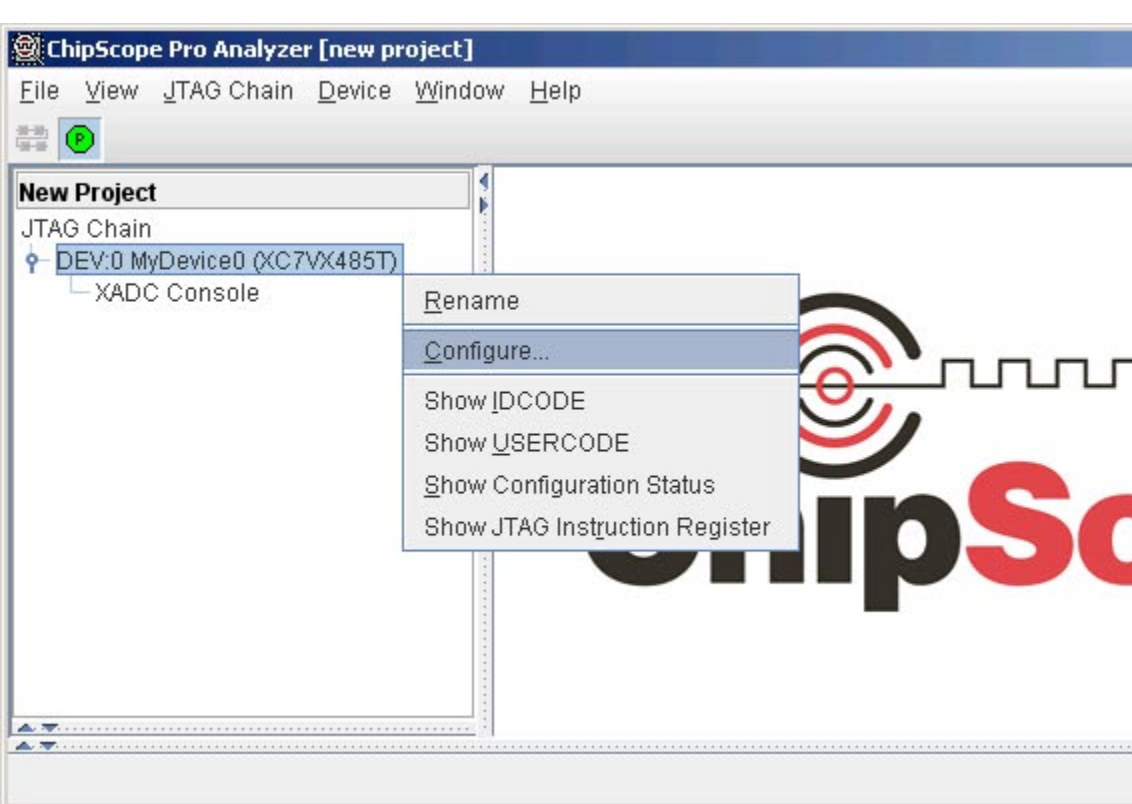 ChipScope Pro Analyzer [new project]
File View JTAG Chain Device Window Help
P
New Project
JTAG Chain
DEV:0 MyDevice0 (XC7VX485T)
XADC Console
Rename
Configure...
Show IDCODE
Show USERCODE
Show Configuration Status
Show JTAG Instruction Register